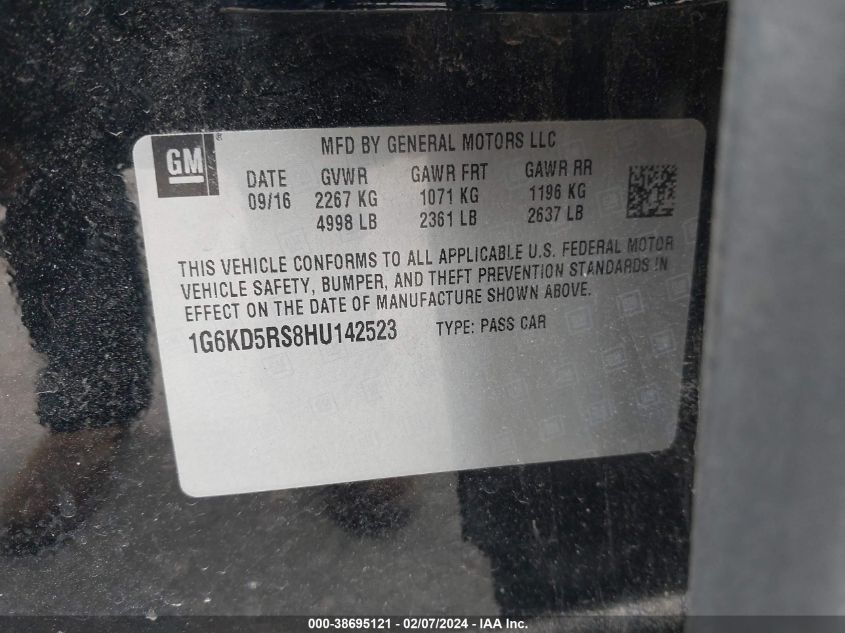 GM
MFD BY GENERAL MOTORS LLC
DATE GVWR GAWR FRT GAWR RR
09/16 2267 KG 1071 KG 1196 KG
4998 LB 2361 LB 2637 LB
THIS VEHICLE CONFORMS TO ALL APPLICABLE U.S. FEDERAL MOTOR
VEHICLE SAFETY, BUMPER, AND THEFT PREVENTION STANDARDS IN
EFFECT ON THE DATE OF MANUFACTURE SHOWN ABOVE.
1G6KD5RS8HU142523 TYPE: PASS CAR
000-38695121 - 02/07/2024 - IAA Inc.